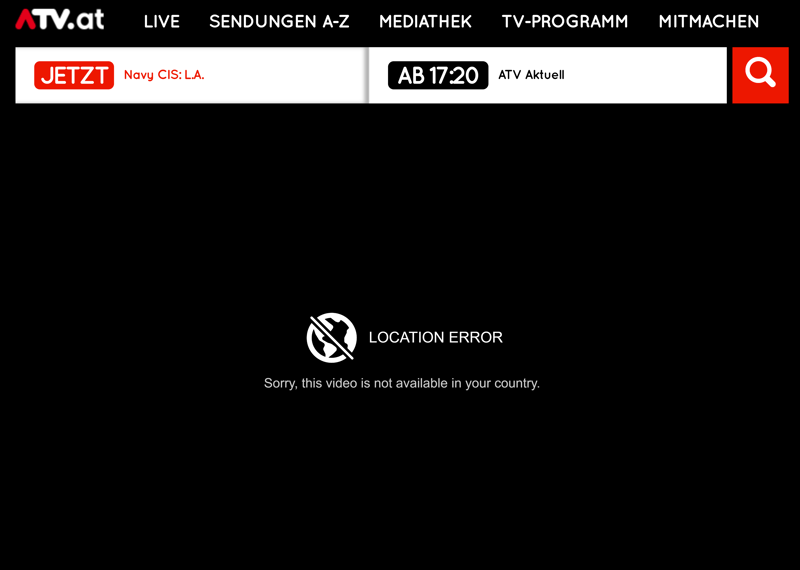 ATV.at LIVE SENDUNGEN A-Z MEDIATHEK TV-PROGRAMM MITMACHEN
JETZT Navy CIS: L.A. AB 17:20 ATV Aktuell
LOCATION ERROR
Sorry, this video is not available in your country.